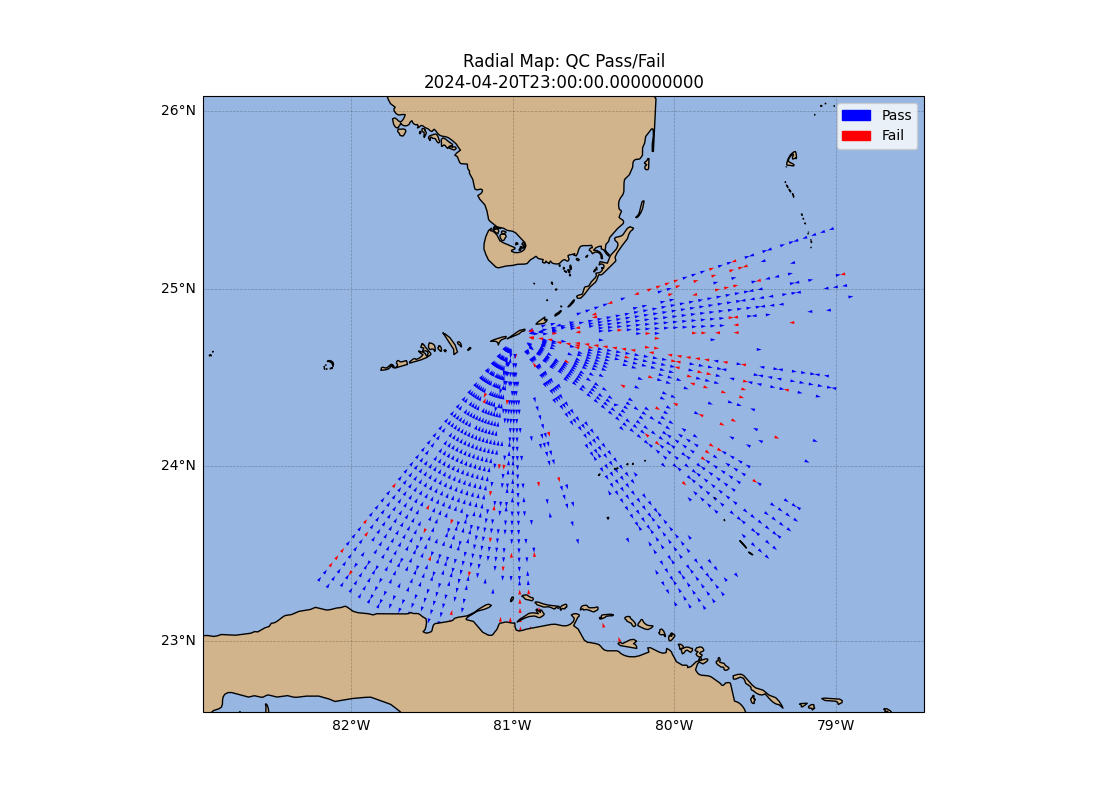 Radial Map: QC Pass/Fail
2024-04-20T23:00:00.000000000
Pass
Fail
26°N
25°N
24°N
23°N
82°W
81°W
80°W
79°W